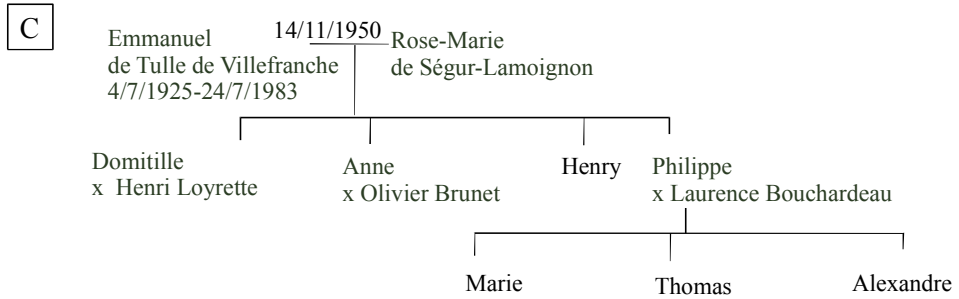 C
14/11/1950
Emmanuel
de Tulle de Villefranche
4/7/1925-24/7/1983
Rose-Marie
de Ségur-Lamoignon
Domitille
x Henri Loyrette
Anne
x Olivier Brunet
Henry
Philippe
x Laurence Bouchardeau
Marie
Thomas
Alexandre